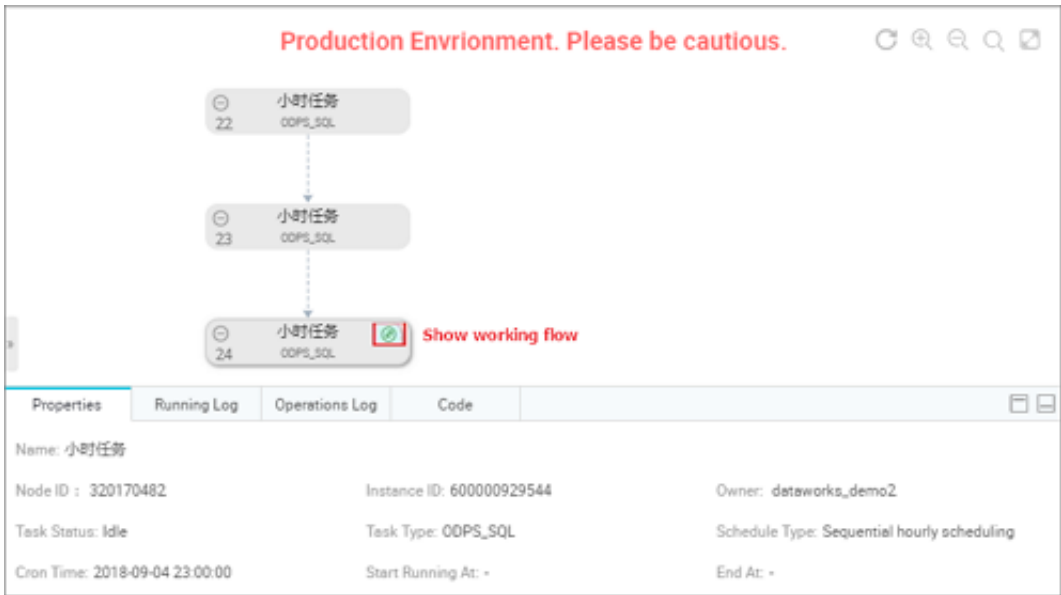 Production Envrionment. Please be cautious.
小时任务
22
ODPS_SQL
小时任务
23
ODPS_SQL
小时任务
Show working flow
24
ODPS_SQL
Properties Running Log Operations Log Code
Name: 小时任务
Node ID： 320170482 Instance ID: 600000929544 Owner: dataworks_demo2
Task Status: Idle Task Type: ODPS_SQL Schedule Type: Sequential hourly scheduling
Cron Time: 2018-09-04 23:00:00 Start Running At: - End At: -